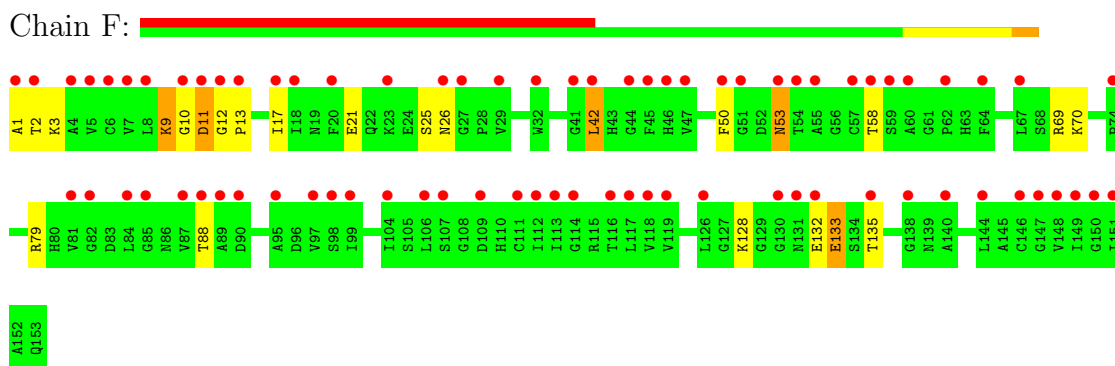 Chain F:
A1 T2 K3 A4 V5 C6 V7 L8 K9 G10 D11 G12 P13 I17 I18 N19 F20 E21 Q22 K23 E24 S25 N26 G27 P28 V29 W32 G41 L42 H43 G44 F45 H46 V47 F50 G51 D52 N53 T54 A55 G56 C57 T58 S59 A60 G61 P62 H63 F64 L67 S68 R69 K70
R79 H80 V81 G82 D83 L84 G85 N86 V87 T88 A89 D90 A95 D96 V97 S98 I99 I104 S105 L106 S107 G108 D109 H110 C111 I112 I113 G114 R115 T116 L117 V118 V119 L126 G127 K128 G129 G130 N131 E132 E133 S134 T135 G138 N139 A140 L144 A145 C146 G147 V148 I149 G150 I151
A152 Q153